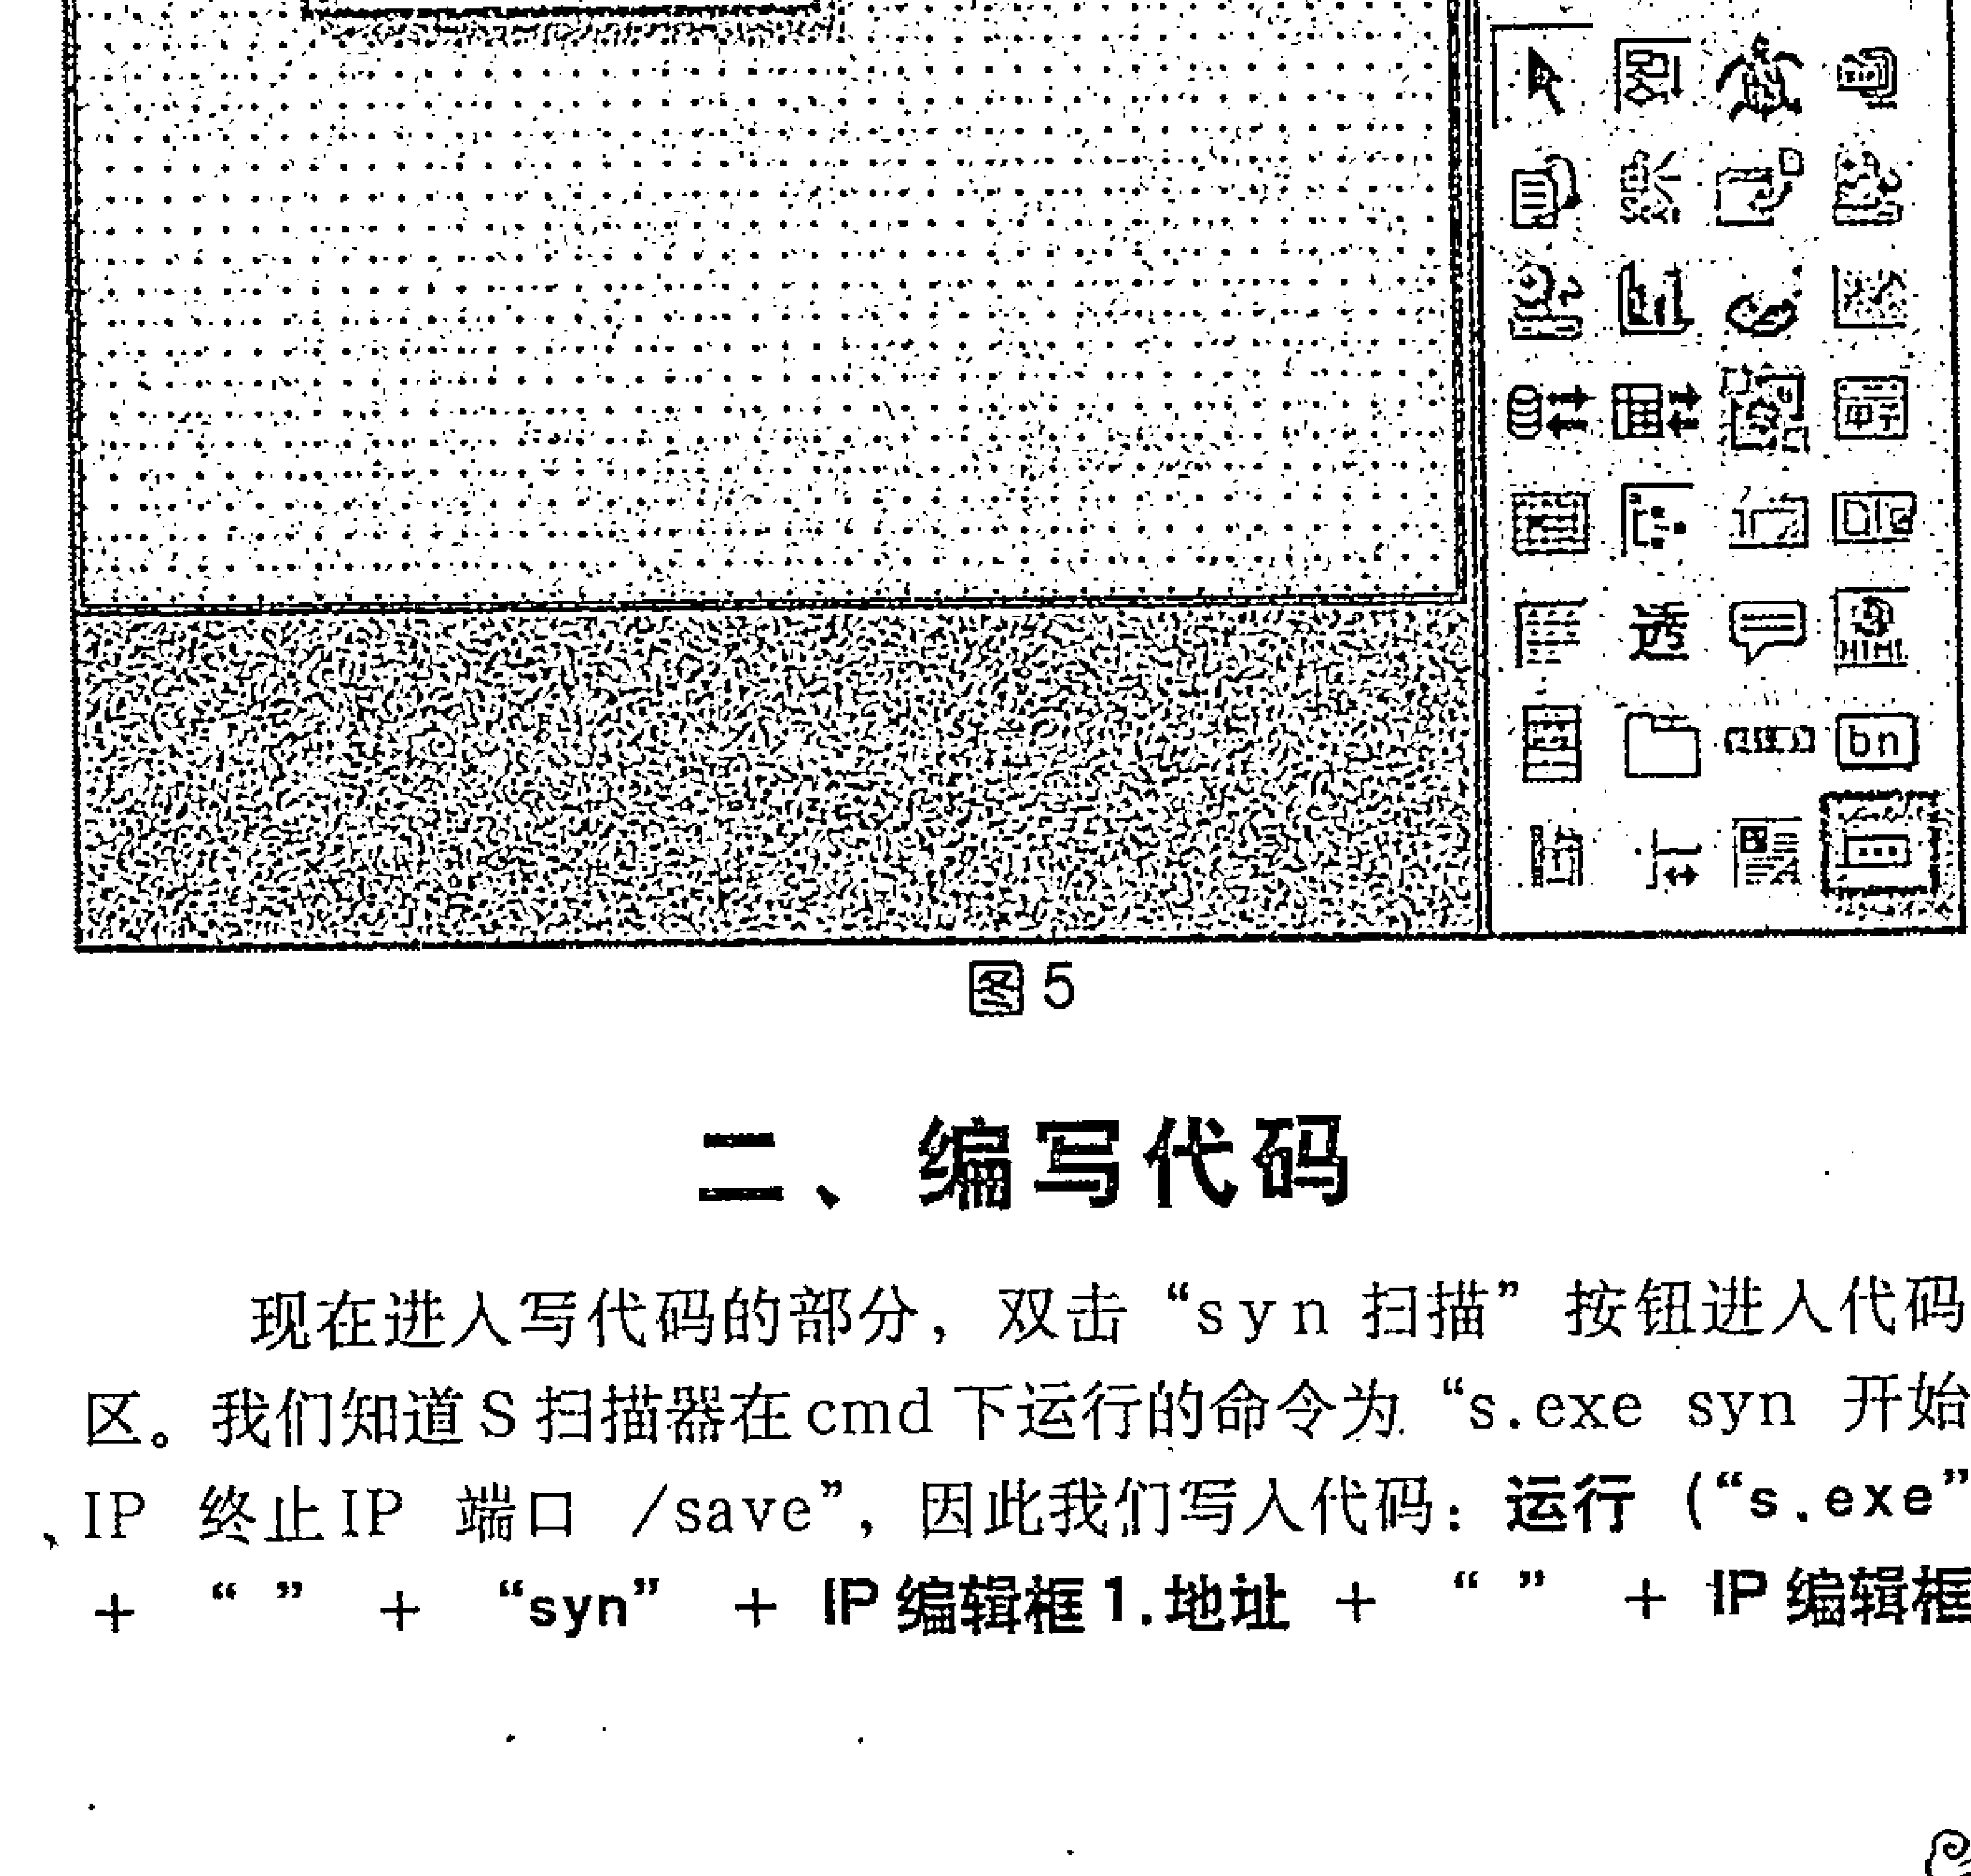 透
HTML
bn
图5
二、编写代码
现在进入写代码的部分，双击“syn 扫描”按钮进入代码
区。我们知道S扫描器在cmd下运行的命令为“s.exe syn 开始
IP 终止IP 端口 /save”，因此我们写入代码：运行（“s.exe”
+ “ ” + “syn” + IP编辑框1.地址 + “ ” + IP编辑框